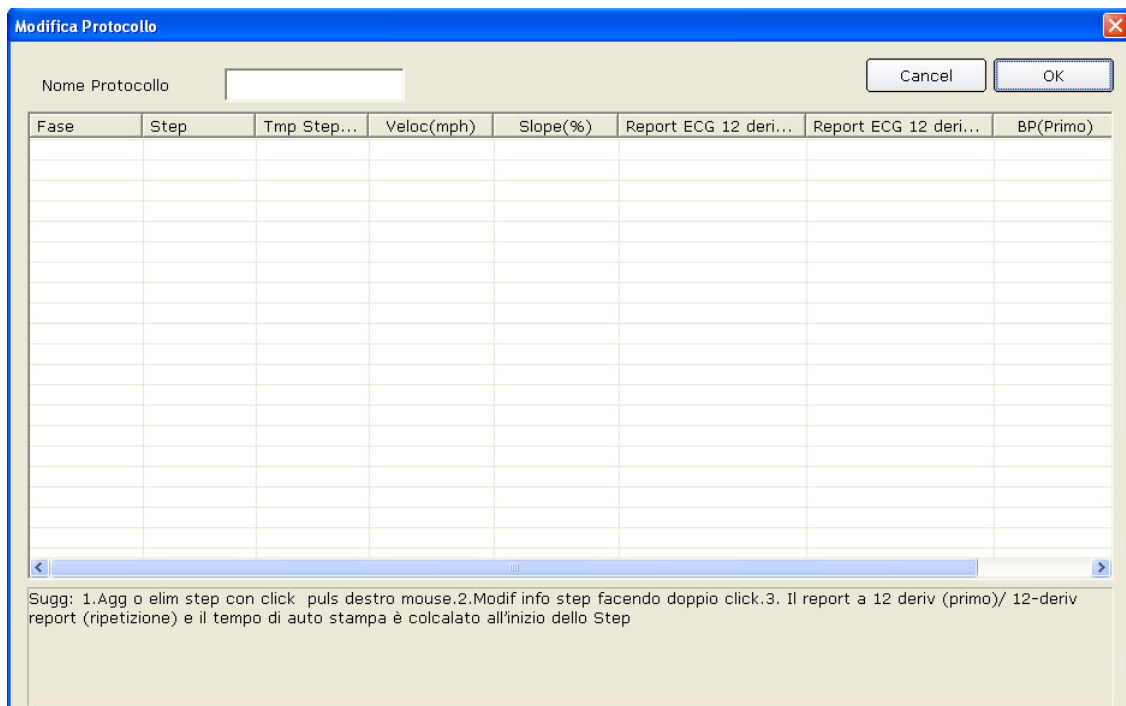 Modifica Protocollo
Nome Protocollo
Cancel
OK
Fase Step Tmp Step... Veloc(mph) Slope(%) Report ECG 12 deri... Report ECG 12 deri... BP(Primo)
Sugg: 1.Agg o elim step con click  puls destro mouse.2.Modif info step facendo doppio click.3. Il report a 12 deriv (primo)/ 12-deriv
report (ripetizione) e il tempo di auto stampa è colcalato all'inizio dello Step